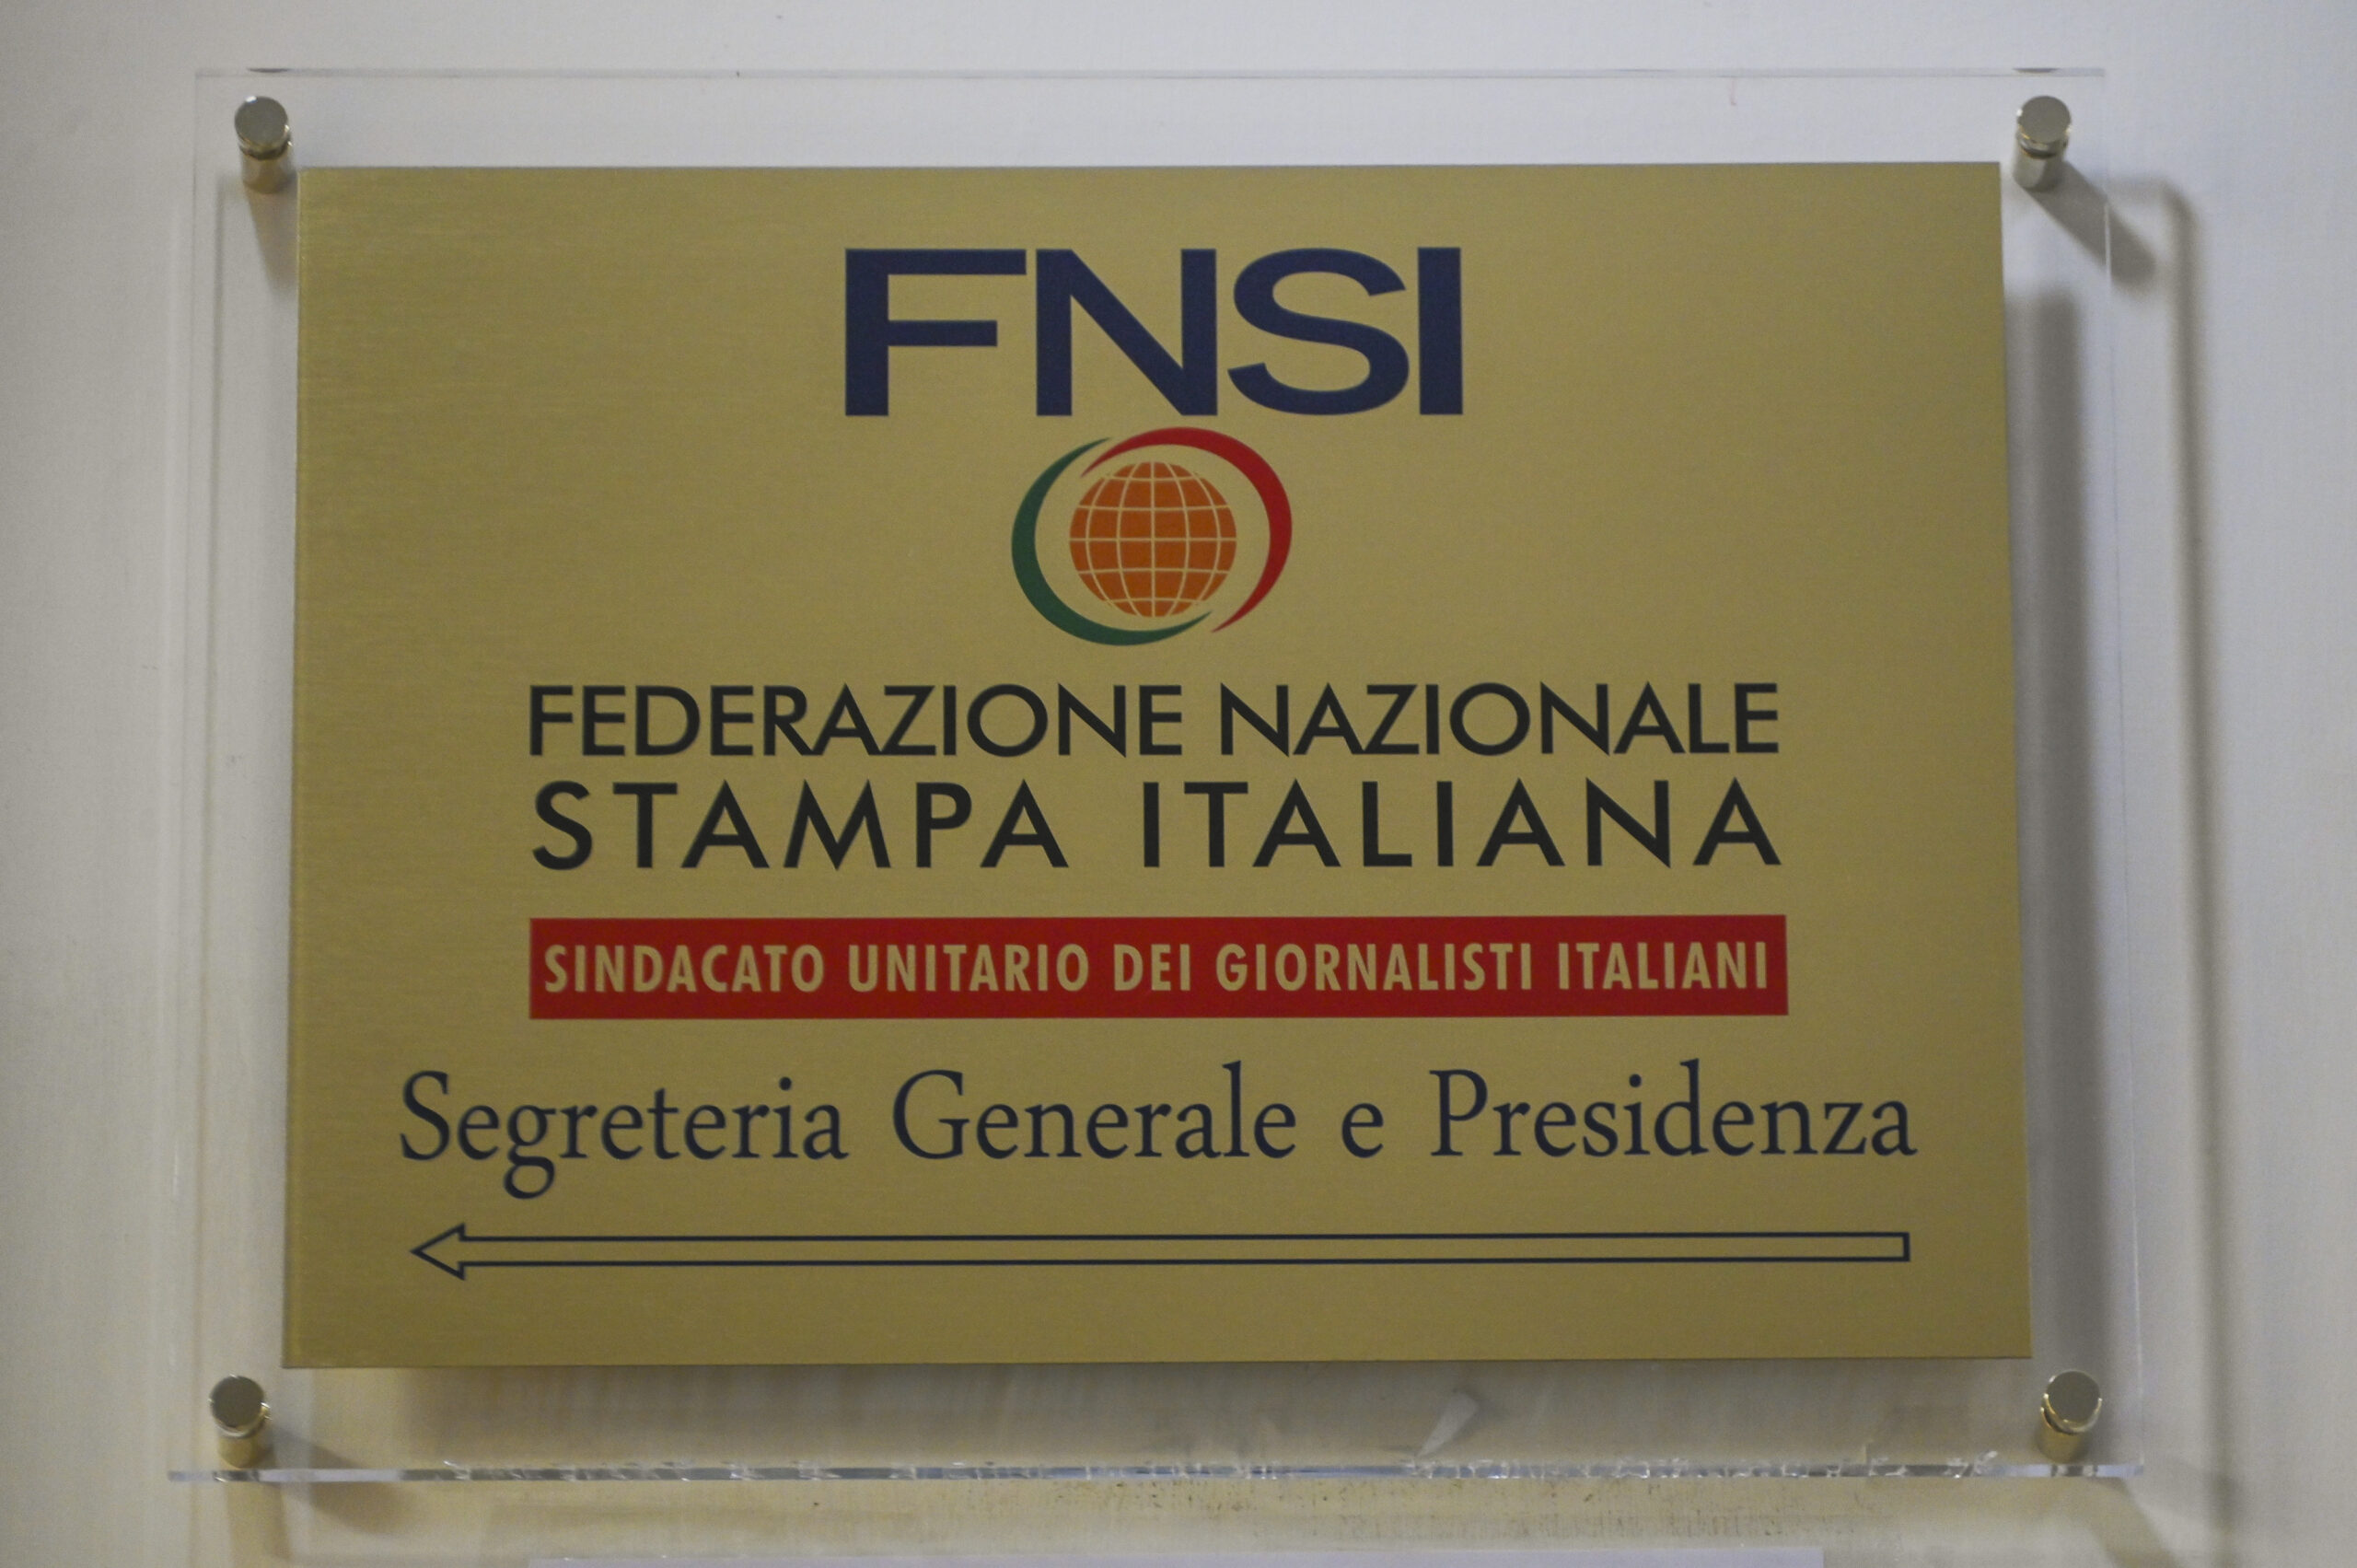 FNSI
FEDERAZIONE NAZIONALE
STAMPA ITALIANA
SINDACATO UNITARIO DEI GIORNALISTI ITALIANI
Segreteria Generale e Presidenza